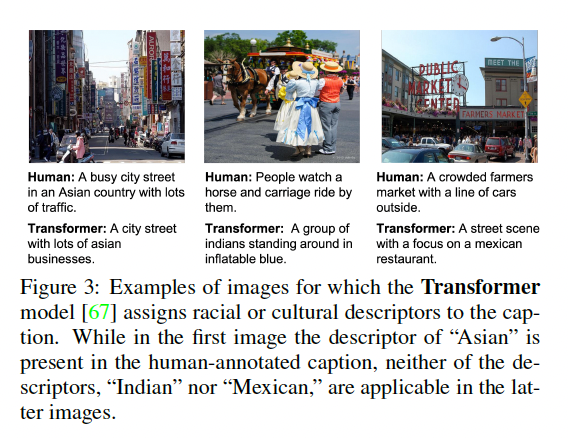 PUBLIC
MARKET
CENTER
MEET THE
FARMERS MARKET
Human: A busy city street
in an Asian country with lots
of traffic.
Transformer: A city street
with lots of asian
businesses.
Human: People watch a
horse and carriage ride by
them.
Transformer: A group of
indians standing around in
inflatable blue.
Human: A crowded farmers
market with a line of cars
outside.
Transformer: A street scene
with a focus on a mexican
restaurant.
Figure 3: Examples of images for which the Transformer
model [67] assigns racial or cultural descriptors to the cap-
tion. While in the first image the descriptor of “Asian” is
present in the human-annotated caption, neither of the de-
scriptors, “Indian” nor “Mexican,” are applicable in the lat-
ter images.